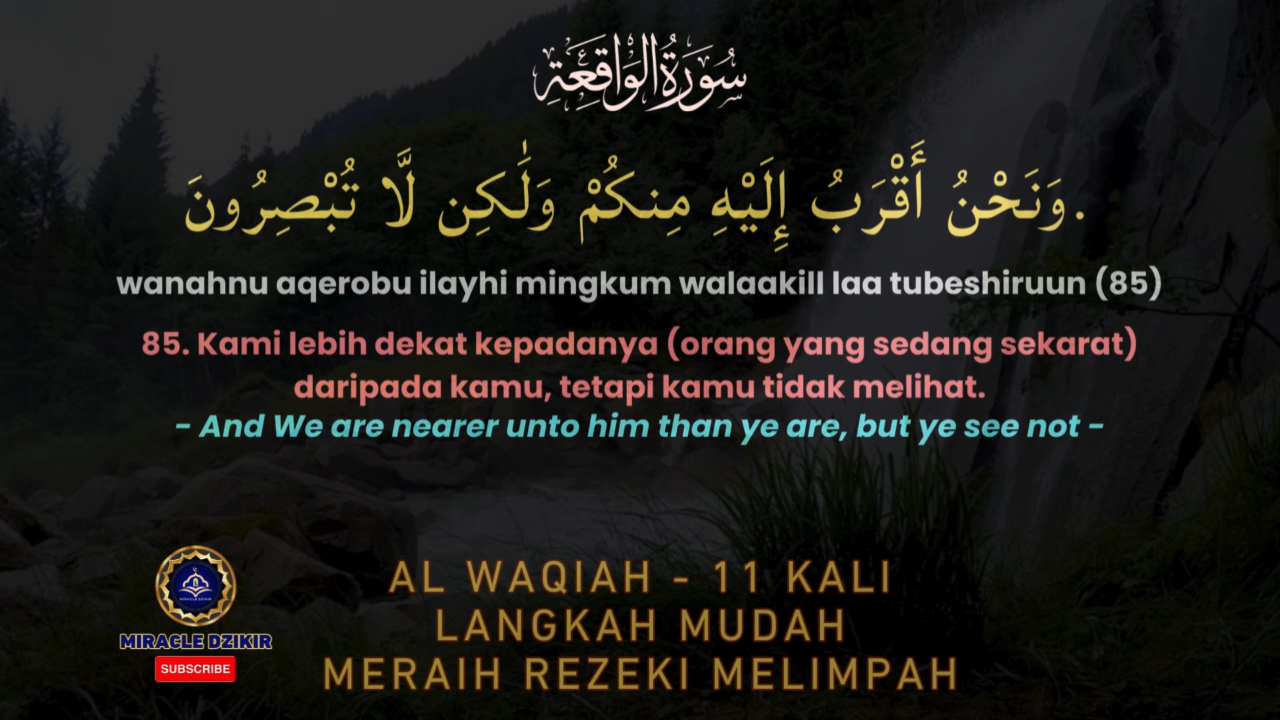 سُورَةُ الوَاقِعَةِ
وَنَحْنُ أَقْرَبُ إِلَيْهِ مِنكُمْ وَلَٰكِن لَّا تُبْصِرُونَ.
wanahnu aqerobu ilayhi mingkum walaakill laa tubeshiruun (85)
85. Kami lebih dekat kepadanya (orang yang sedang sekarat)
daripada kamu, tetapi kamu tidak melihat.
- And We are nearer unto him than ye are, but ye see not -
AL WAQIAH - 11 KALI
LANGKAH MUDAH
MERAIH REZEKI MELIMPAH
MIRACLE DZIKIR
MIRACLE DZIKIR
SUBSCRIBE